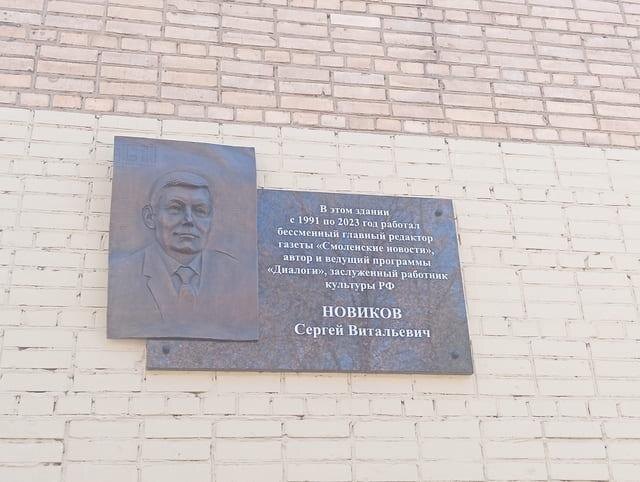 В этом здании
с 1991 по 2023 год работал
бессменный главный редактор
газеты «Смоленские новости»,
автор и ведущий программы
«Диалоги», заслуженный работник
культуры РФ
НОВИКОВ
Сергей Витальевич